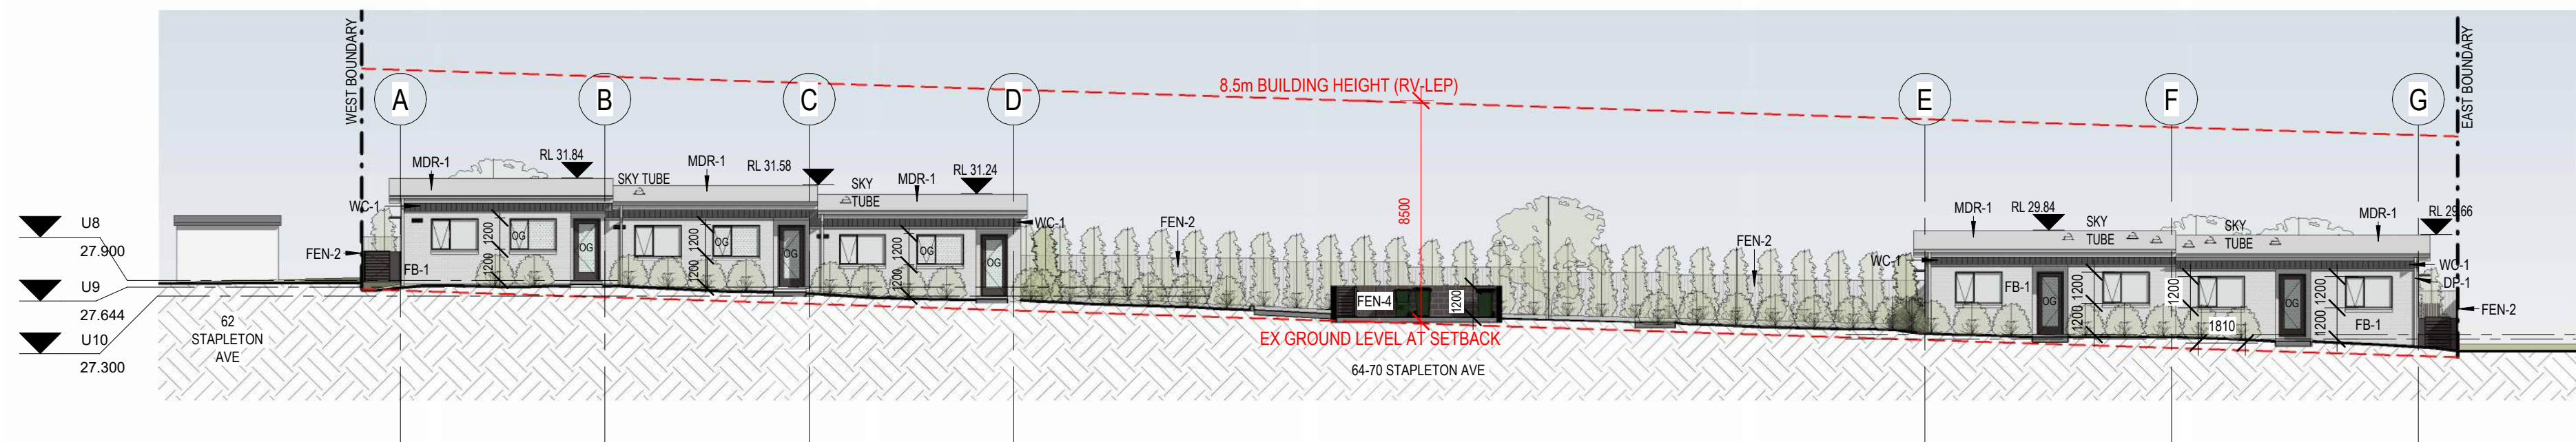 WEST BOUNDARY
EAST BOUNDARY
8.5m BUILDING HEIGHT (RV-LEP)
A
B
C
D
E
F
G
MDR-1
RL 31.84
SKY TUBE
MDR-1
RL 31.58
SKY
TUBE
MDR-1
RL 31.24
MDR-1
RL 29.84
SKY
TUBE
SKY
TUBE
MDR-1
RL 29.66
WC-1
WC-1
WC-1
WC-1
DP-1
U8
27.900
U9
27.644
U10
27.300
FEN-2
FB-1
1200
1200
OG
OG
1200
1200
OG
OG
1200
1200
OG
OG
FEN-2
8500
FEN-2
FEN-4
1200
FB-1
OG
1200
1200
1200
1810
OG
1200
1200
FB-1
FEN-2
62
STAPLETON
AVE
EX GROUND LEVEL AT SETBACK
64-70 STAPLETON AVE